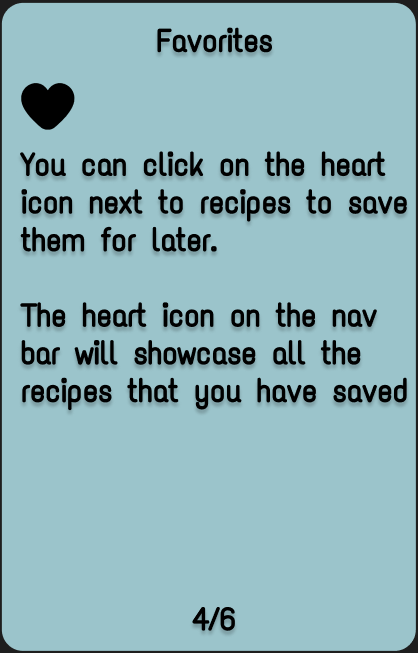 Favorites
You can click on the heart
icon next to recipes to save
them for later.
The heart icon on the nav
bar will showcase all the
recipes that you have saved
4/6